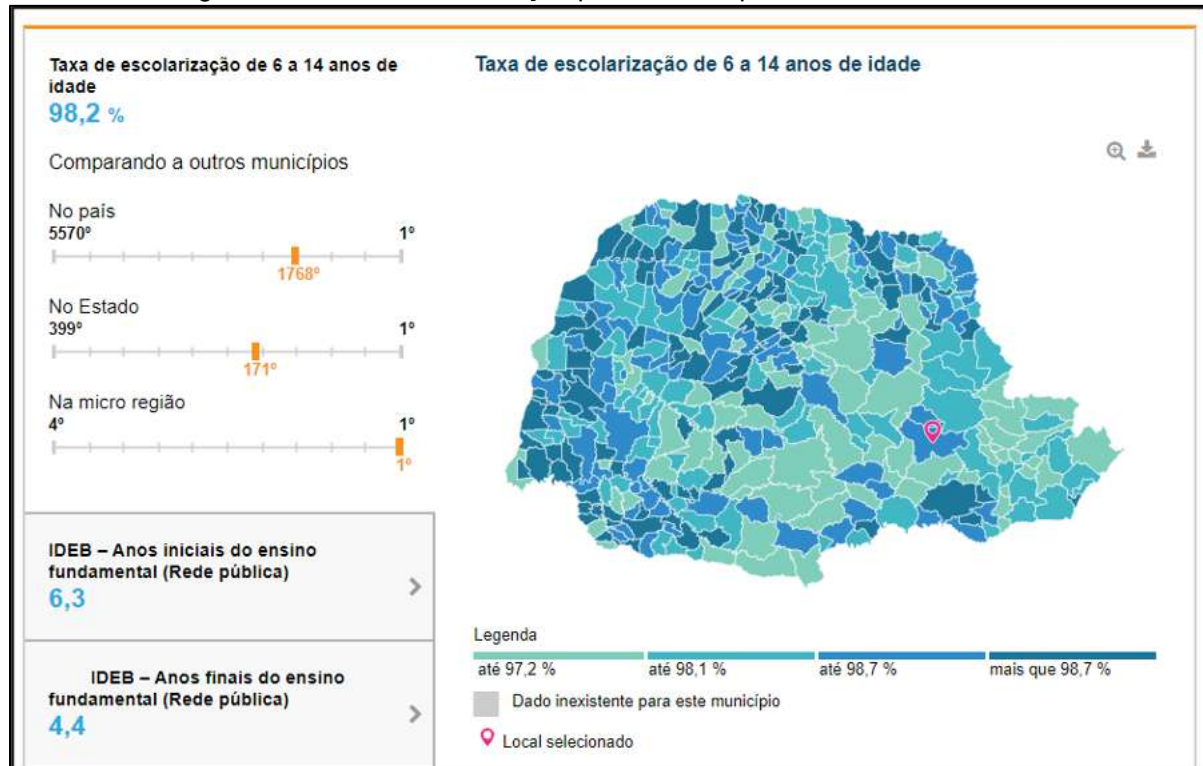 Taxa de escolarização de 6 a 14 anos de
idade
98,2 %
Comparando a outros municípios
No país
5570º 1º
1768º
No Estado
399º 1º
171º
Na micro região
4º 1º
1º
IDEB – Anos iniciais do ensino
fundamental (Rede pública)
6,3
IDEB – Anos finais do ensino
fundamental (Rede pública)
4,4
Taxa de escolarização de 6 a 14 anos de idade
Legenda
até 97,2 % até 98,1 % até 98,7 % mais que 98,7 %
Dado inexistente para este município
Local selecionado